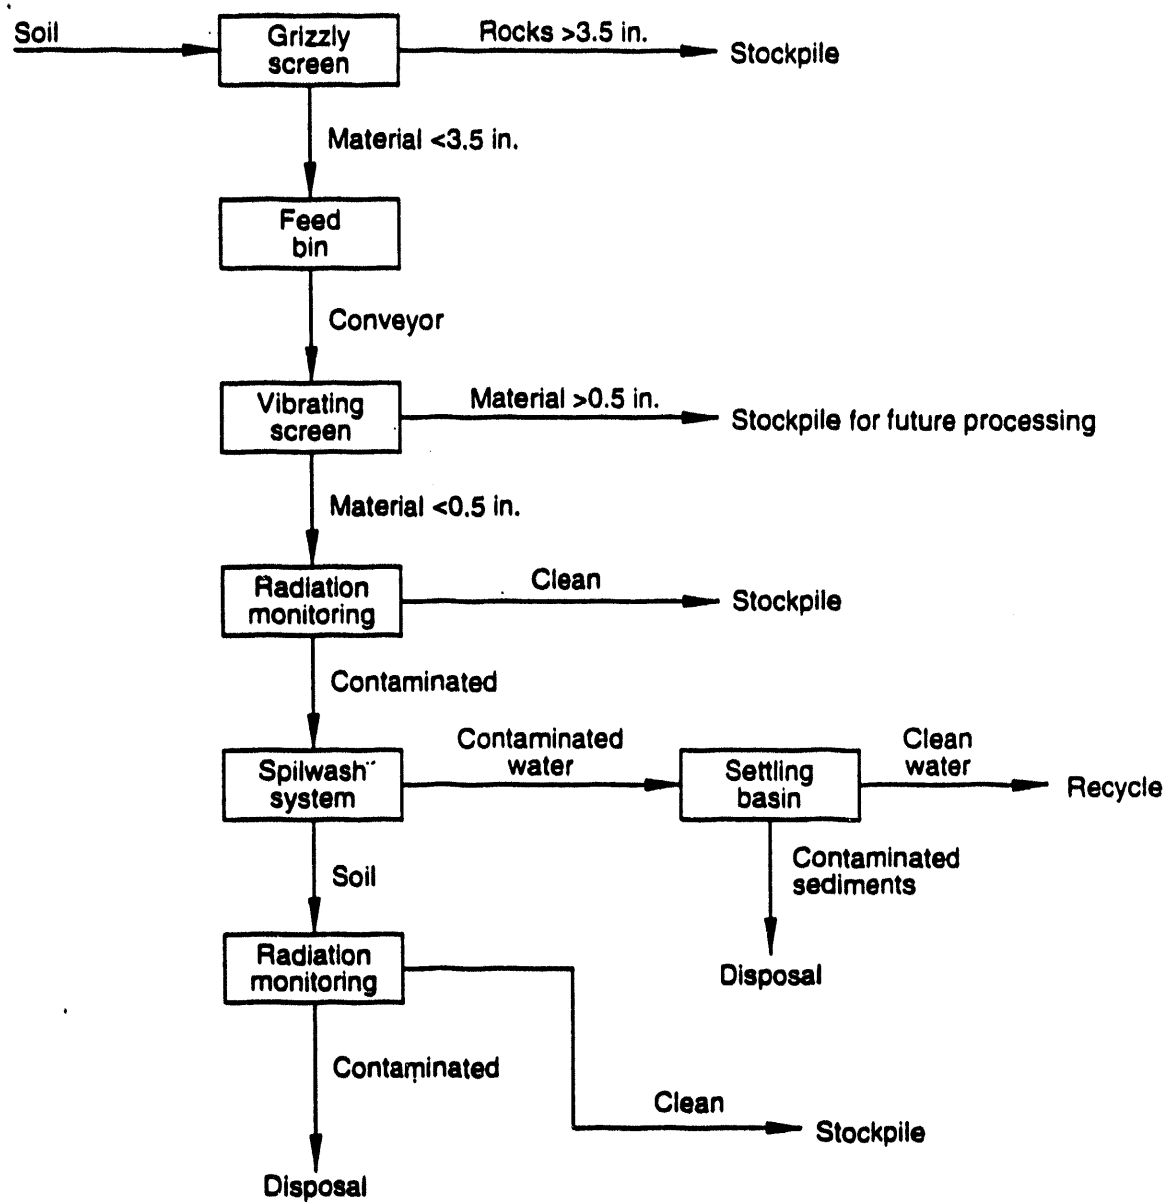 Soil
Grizzly
screen
Rocks >3.5 in.
Stockpile
Material <3.5 in.
Feed
bin
Conveyor
Vibrating
screen
Material >0.5 in.
Stockpile for future processing
Material <0.5 in.
Radiation
monitoring
Clean
Stockpile
Contaminated
Spilwash
system
Contaminated
water
Settling
basin
Clean
water
Recycle
Soil
Contaminated
sediments
Disposal
Radiation
monitoring
Contaminated
Clean
Stockpile
Disposal